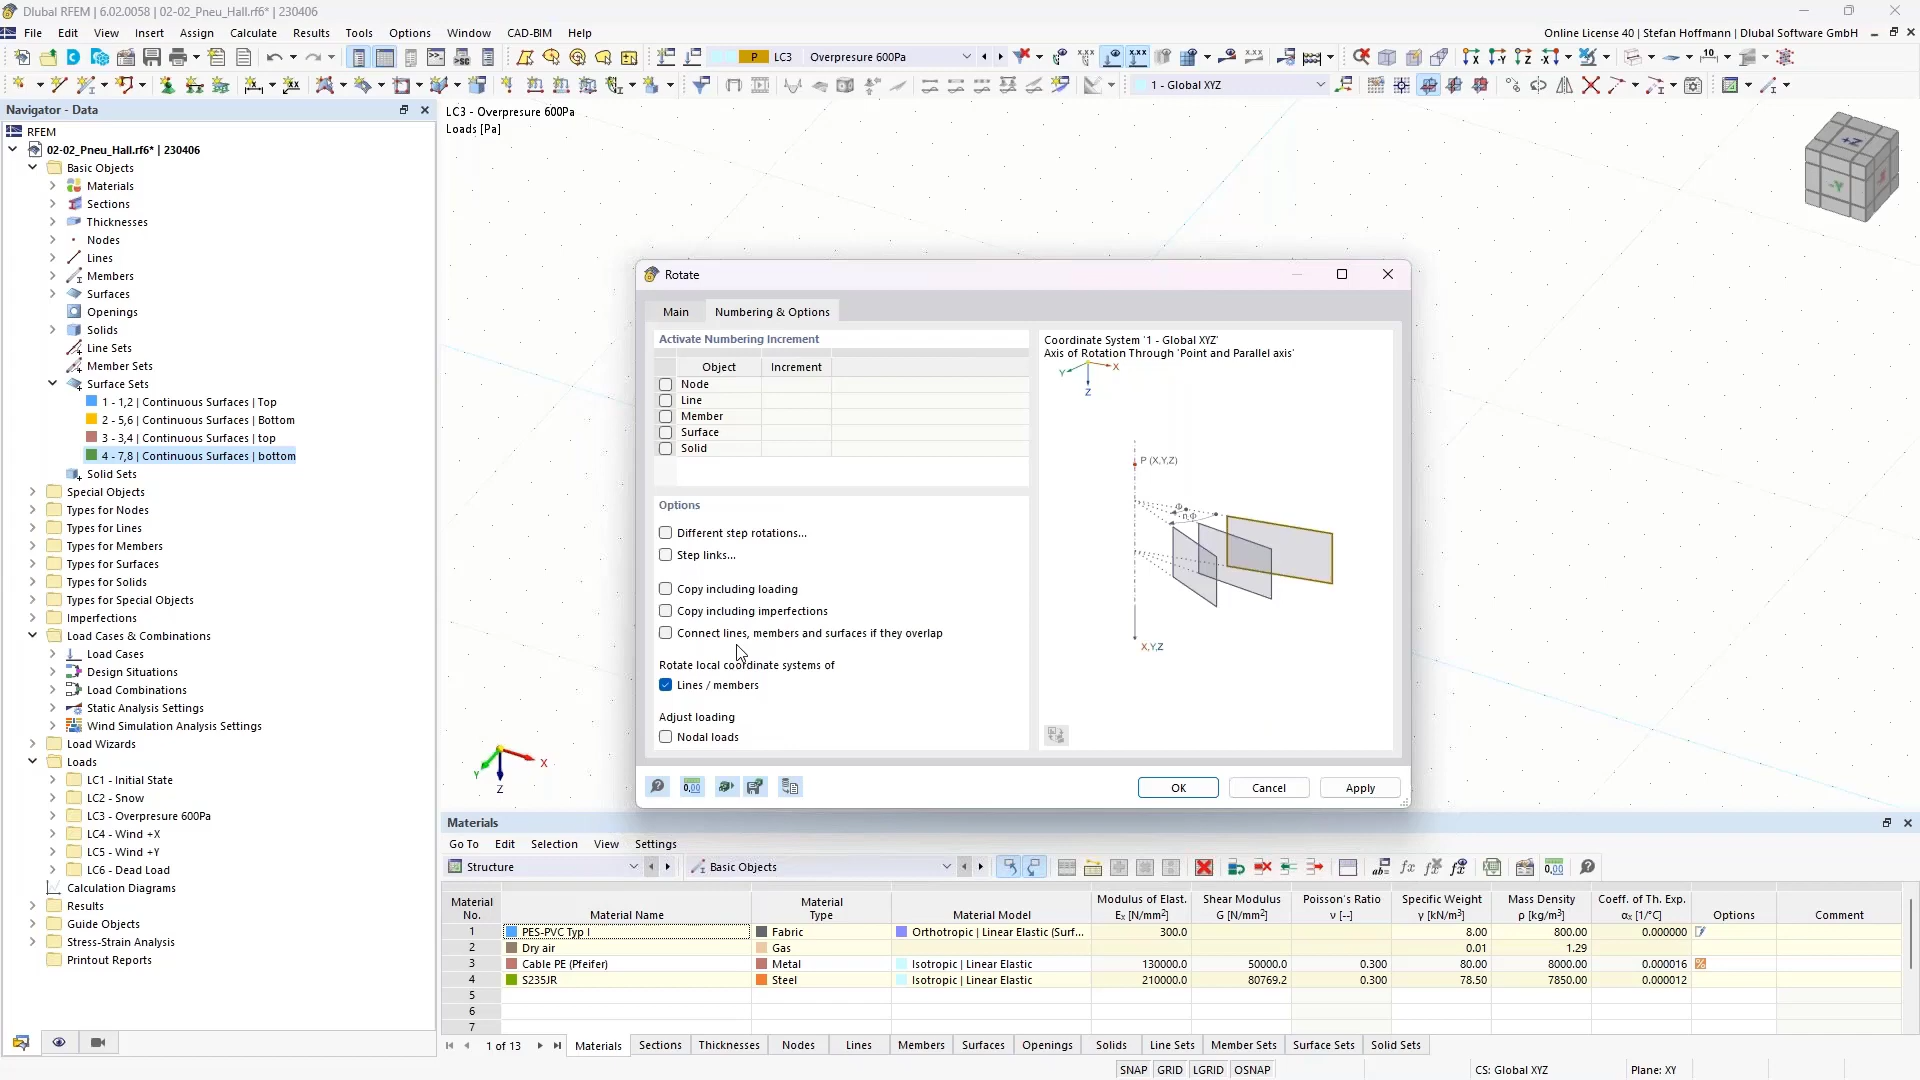 Dlubal RFEM | 6.02.0058 | 02-02_Pneu_Hall.rf6* | 230406
File Edit View Insert Assign Calculate Results Tools Options Window CAD-BIM Help
Online License 40 | Stefan Hoffmann | Dlubal Software GmbH
P LC3 Overpresure 600Pa
1 - Global XYZ
Navigator - Data
RFEM
02-02_Pneu_Hall.rf6* | 230406
Basic Objects
Materials
Sections
Thicknesses
Nodes
Lines
Members
Surfaces
Openings
Solids
Line Sets
Member Sets
Surface Sets
1 - 1,2 | Continuous Surfaces | Top
2 - 5,6 | Continuous Surfaces | Bottom
3 - 3,4 | Continuous Surfaces | top
4 - 7,8 | Continuous Surfaces | bottom
Solid Sets
Special Objects
Types for Nodes
Types for Lines
Types for Members
Types for Surfaces
Types for Solids
Types for Special Objects
Imperfections
Load Cases & Combinations
Load Cases
Design Situations
Load Combinations
Static Analysis Settings
Wind Simulation Analysis Settings
Load Wizards
Loads
LC1 - Initial State
LC2 - Snow
LC3 - Overpresure 600Pa
LC4 - Wind +X
LC5 - Wind +Y
LC6 - Dead Load
Calculation Diagrams
Results
Guide Objects
Stress-Strain Analysis
Printout Reports
LC3 - Overpresure 600Pa
Loads [Pa]
+Z
-Y
X
Y
Z
Rotate
Main Numbering & Options
Activate Numbering Increment
Object Increment
Node
Line
Member
Surface
Solid
Options
Different step rotations...
Step links...
Copy including loading
Copy including imperfections
Connect lines, members and surfaces if they overlap
Rotate local coordinate systems of
Lines / members
Adjust loading
Nodal loads
Coordinate System '1 - Global XYZ'
Axis of Rotation Through 'Point and Parallel axis'
Y X
Z
P (X,Y,Z)
Φ
n.Φ
X,Y,Z
OK Cancel Apply
Materials
Go To Edit Selection View Settings
Structure Basic Objects
Material No. Material Name Material Type Material Model Modulus of Elast. Eₓ [N/mm²] Shear Modulus G [N/mm²] Poisson's Ratio ν [--] Specific Weight γ [kN/m³] Mass Density ρ [kg/m³] Coeff. of Th. Exp. αₓ [1/°C] Options Comment
1 PES-PVC Typ I Fabric Orthotropic | Linear Elastic (Surf... 300.0 8.00 800.00 0.000000
2 Dry air Gas 0.01 1.29
3 Cable PE (Pfeifer) Metal Isotropic | Linear Elastic 130000.0 50000.0 0.300 80.00 8000.00 0.000016
4 S235JR Steel Isotropic | Linear Elastic 210000.0 80769.2 0.300 78.50 7850.00 0.000012
5
6
7
1 of 13 Materials Sections Thicknesses Nodes Lines Members Surfaces Openings Solids Line Sets Member Sets Surface Sets Solid Sets
SNAP GRID LGRID OSNAP CS: Global XYZ Plane: XY